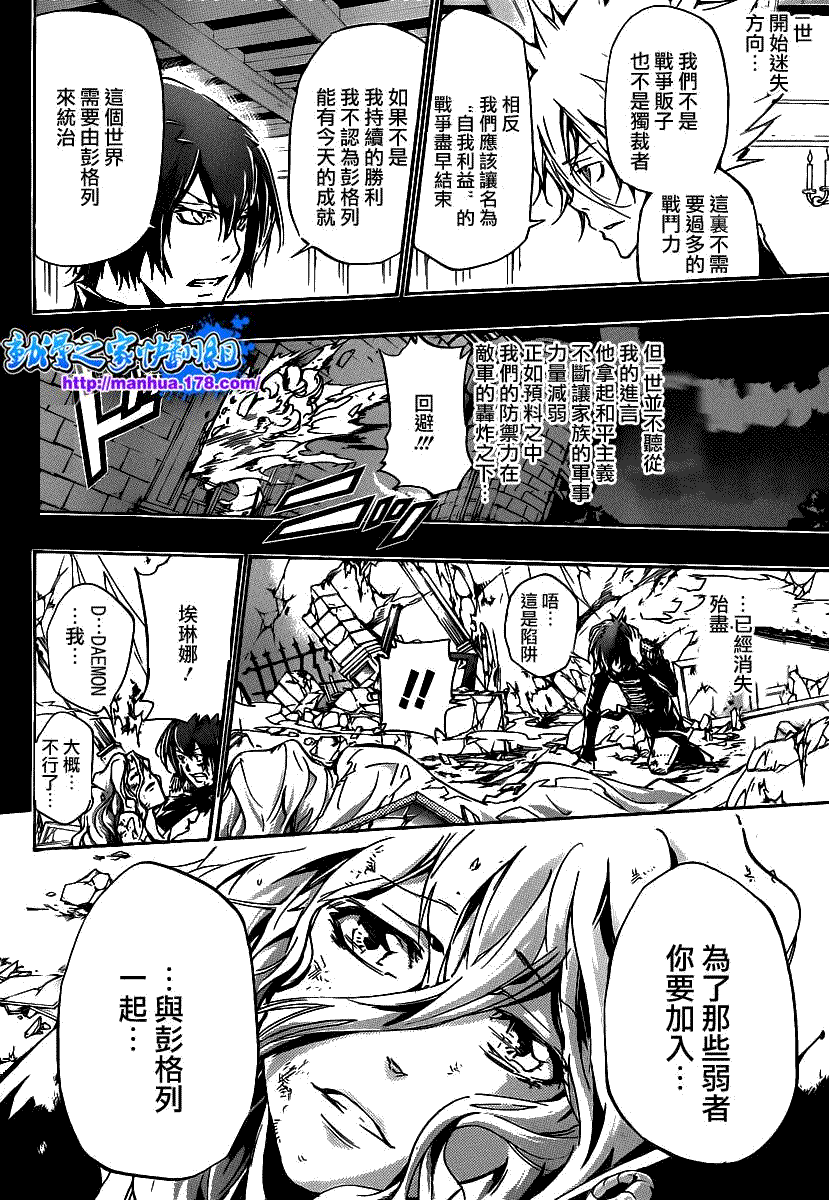 一世
開始迷失
方向…
我們不是
戰爭販子
也不是獨裁者
這裏不需
要過多的
戰鬥力
相反
我們應該讓名為
“自我利益”的
戰爭盡早結束
如果不是
我持續的勝利
我不認為彭格列
能有今天的成就
這個世界
需要由彭格列
來統治
但一世並不聽從
我的進言
他拿起和平主義
不斷讓家族的軍事
力量減弱
正如預料之中
我們的防禦力在
敵軍的轟炸之下…
回避!!!
ドド
ゴロロッ
動漫之家快翻組
http://manhua.178.com/
…已經消失
殆盡
唔…
這是陷阱
!!
埃琳娜!
D…DAEMON
…我…
大概…
不行了…
為了那些弱者
你要加入…
…與彭格列
一起…